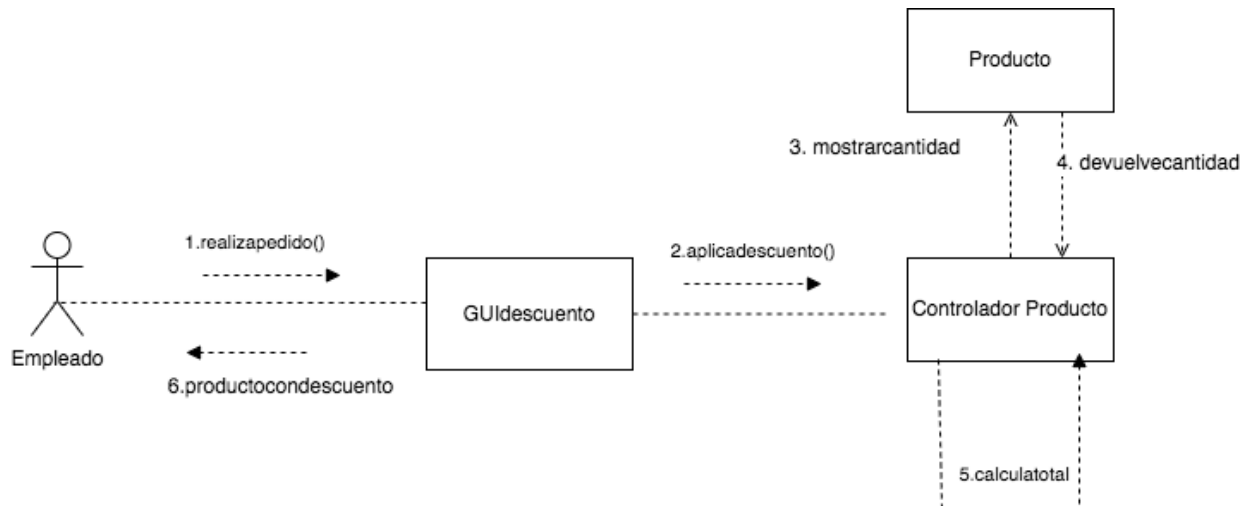 Producto
3. mostrarcantidad
4. devuelvecantidad
1.realizapedido()
2.aplicadescuento()
GUIdescuento
Controlador Producto
Empleado
6.productocondescuento
5.calculatotal